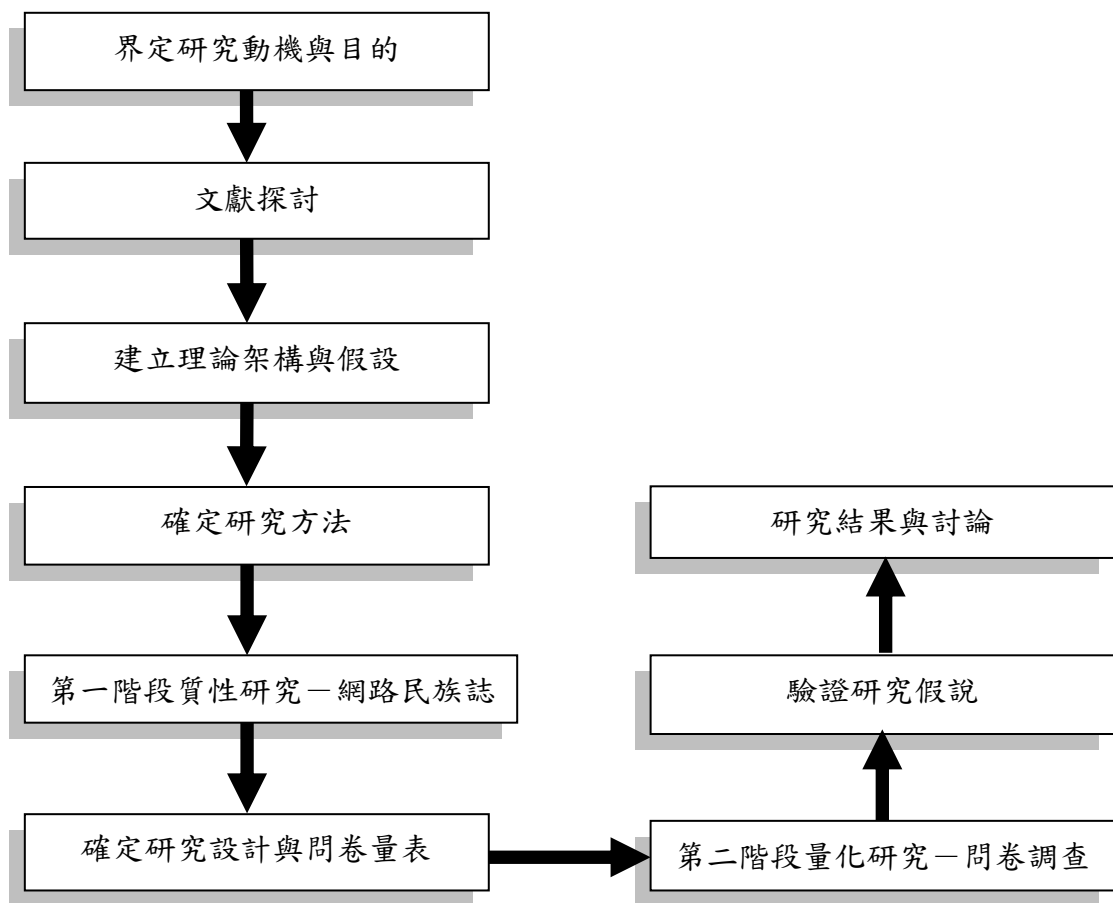 界定研究動機與目的
文獻探討
建立理論架構與假設
確定研究方法
第一階段質性研究－網路民族誌
確定研究設計與問卷量表
第二階段量化研究－問卷調查
驗證研究假說
研究結果與討論